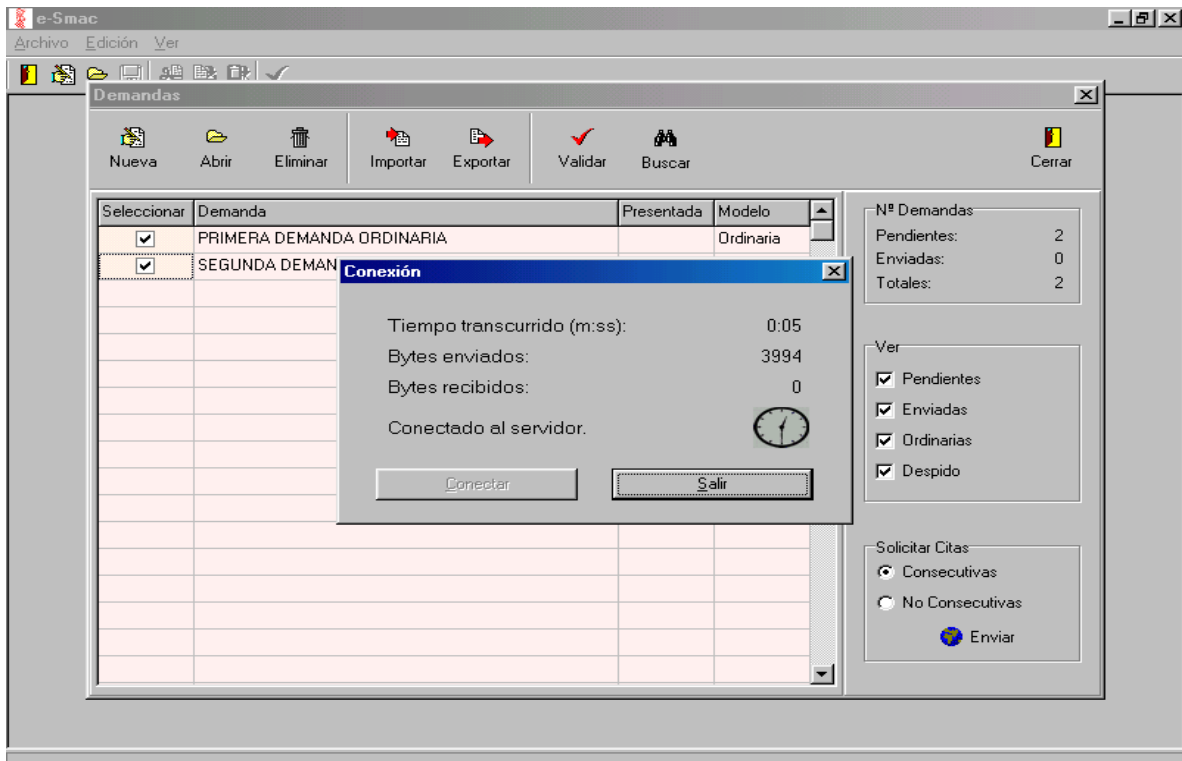 e-Smac
Archivo Edición Ver
Demandas
Nueva Abrir Eliminar Importar Exportar Validar Buscar Cerrar
Seleccionar Demanda Presentada Modelo
PRIMERA DEMANDA ORDINARIA Ordinaria
SEGUNDA DEMAN
Conexión
Tiempo transcurrido (m:ss): 0:05
Bytes enviados: 3994
Bytes recibidos: 0
Conectado al servidor.
Conectar Salir
Nº Demandas
Pendientes: 2
Enviadas: 0
Totales: 2
Ver
Pendientes
Enviadas
Ordinarias
Despido
Solicitar Citas
Consecutivas
No Consecutivas
Enviar